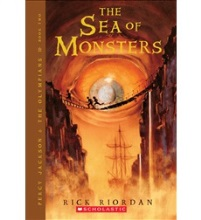 THE
SEA OF
MONSTERS
PERCY JACKSON & THE OLYMPIANS
BOOK TWO
RICK RIORDAN
SCHOLASTIC